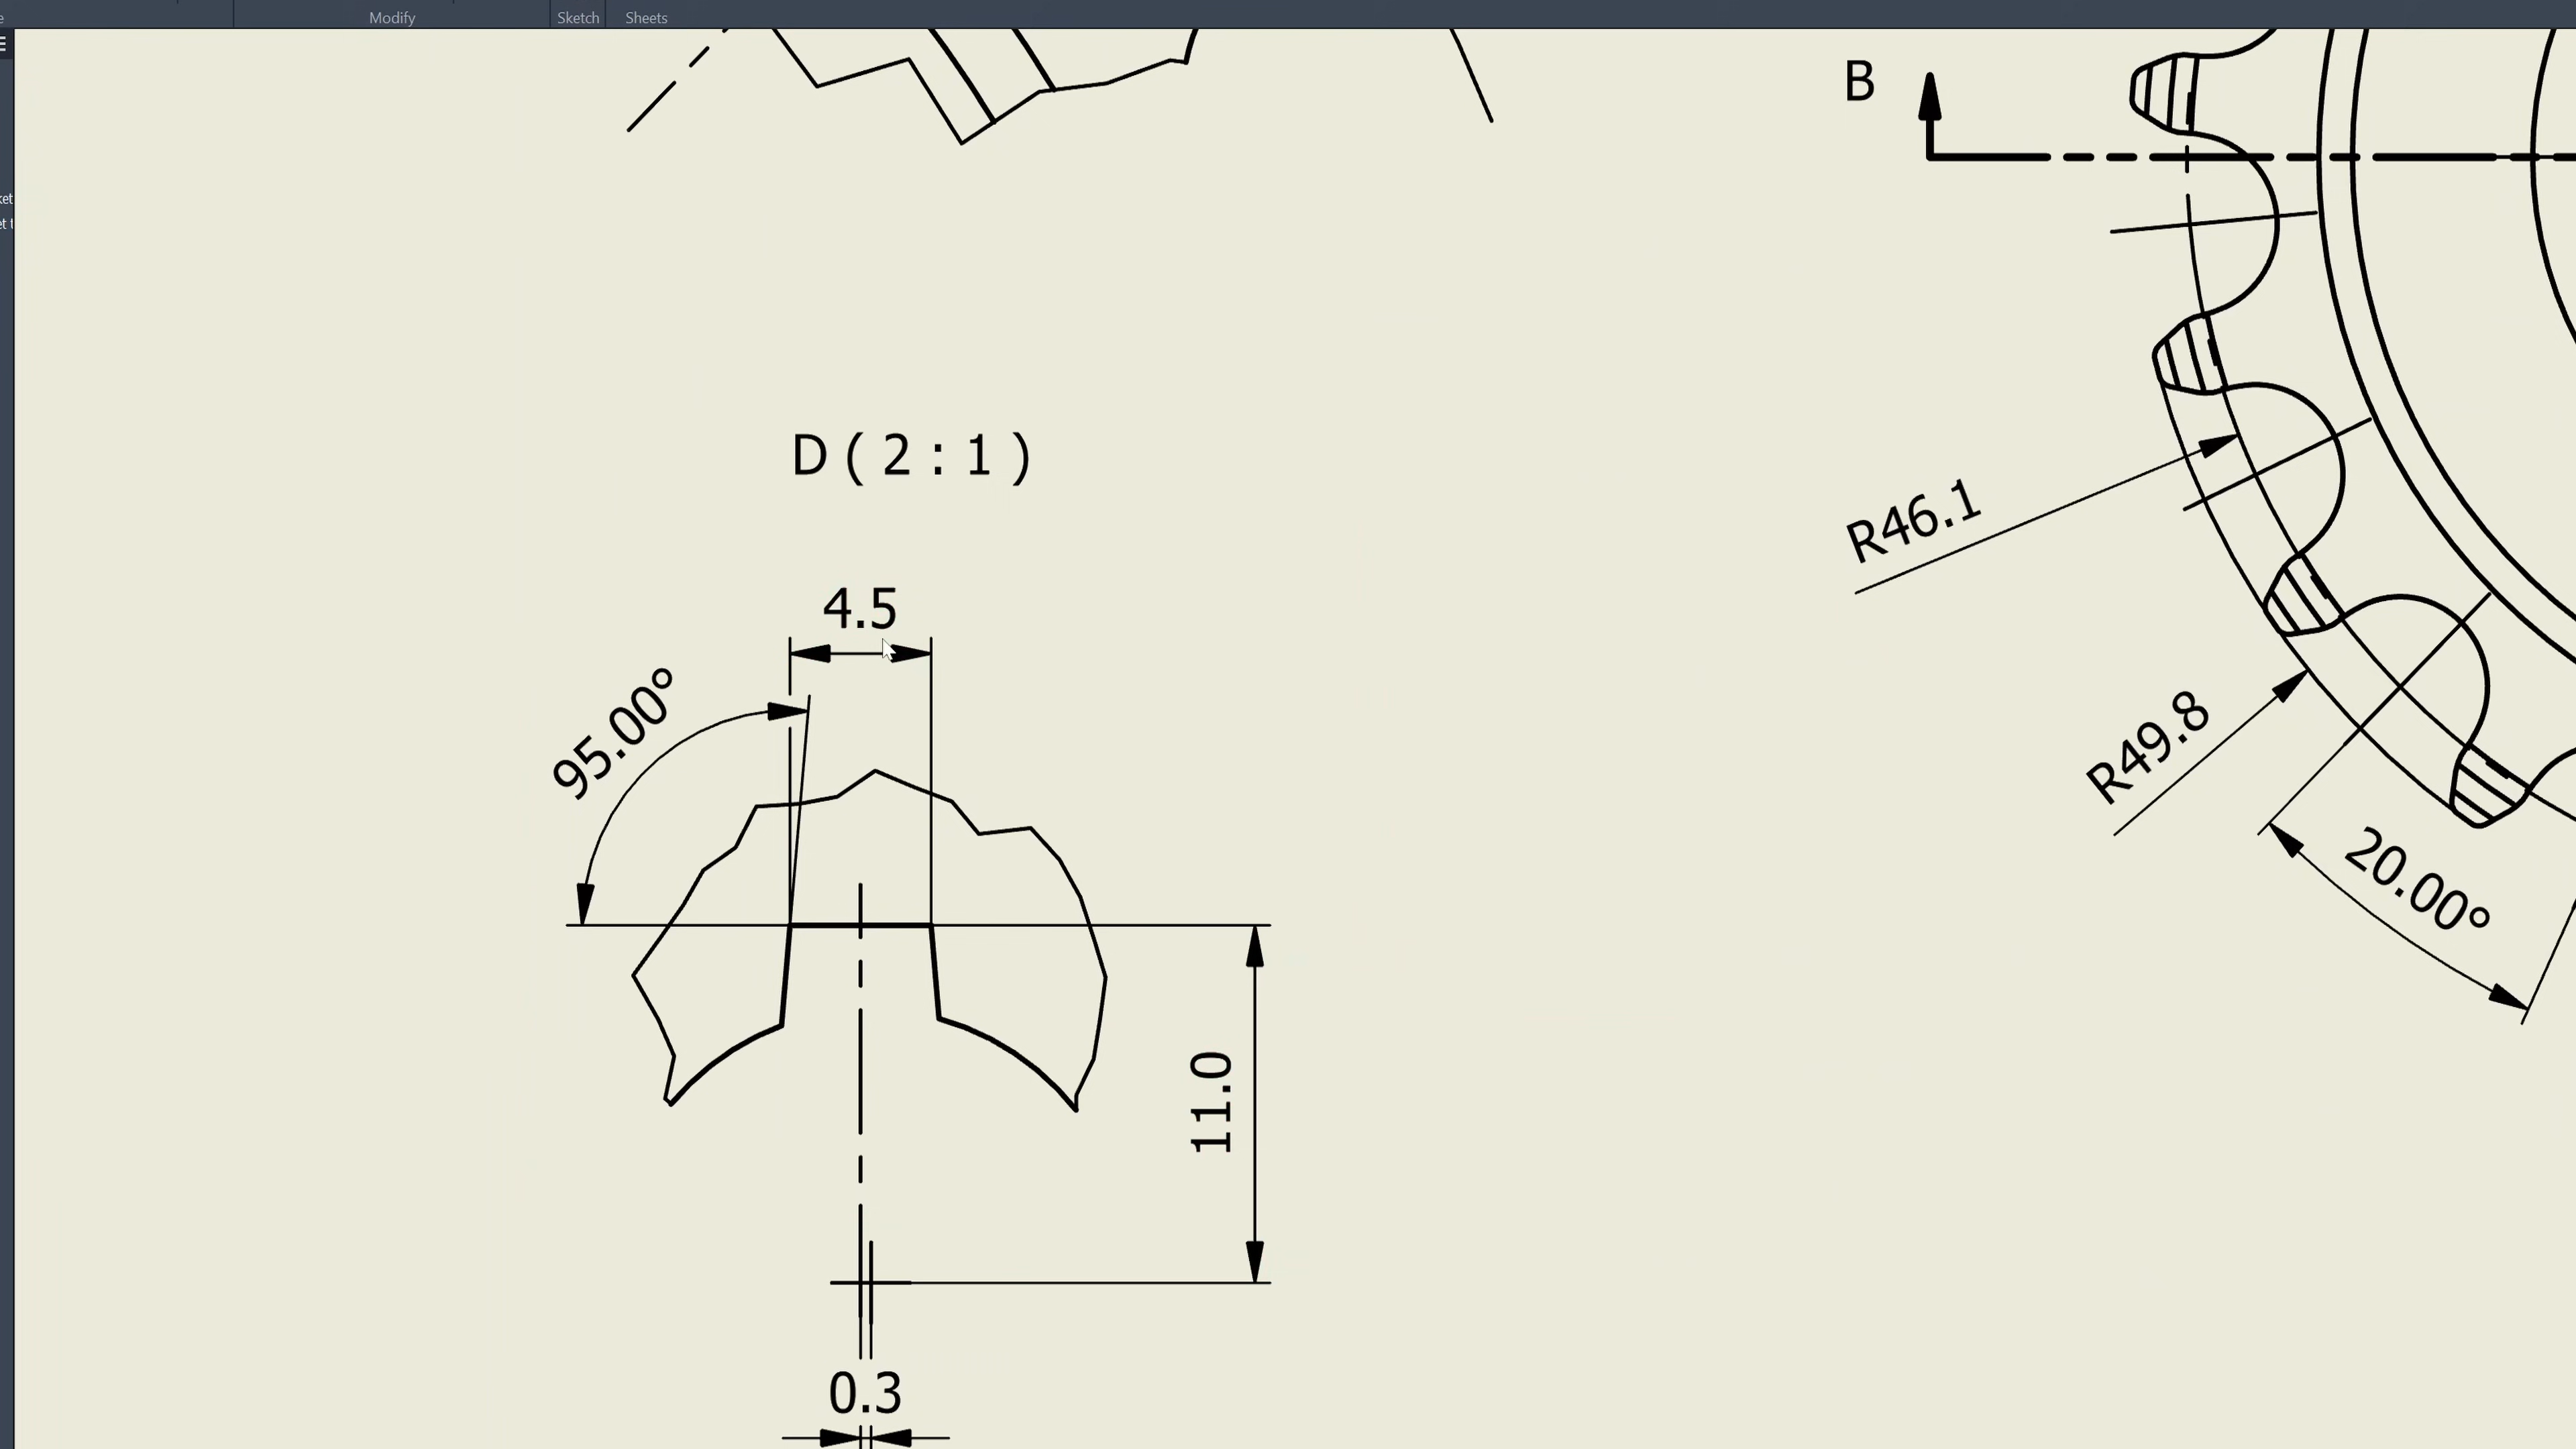 Modify
Sketch
Sheets
B
D ( 2 : 1 )
R46.1
4.5
95.00°
R49.8
20.00°
11.0
0.3